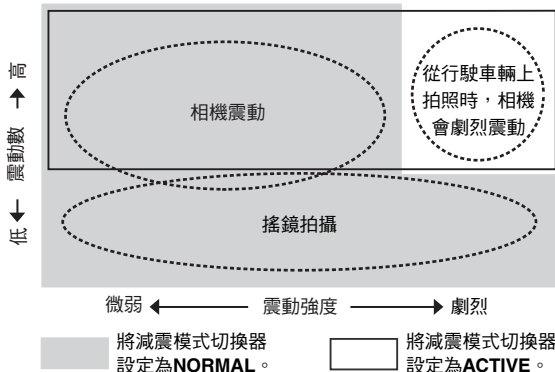 高
震動數
低
相機震動
從行駛車輛上
拍照時，相機
會劇烈震動
搖鏡拍攝
微弱
震動強度
劇烈
將減震模式切換器
設定為NORMAL。
將減震模式切換器
設定為ACTIVE。